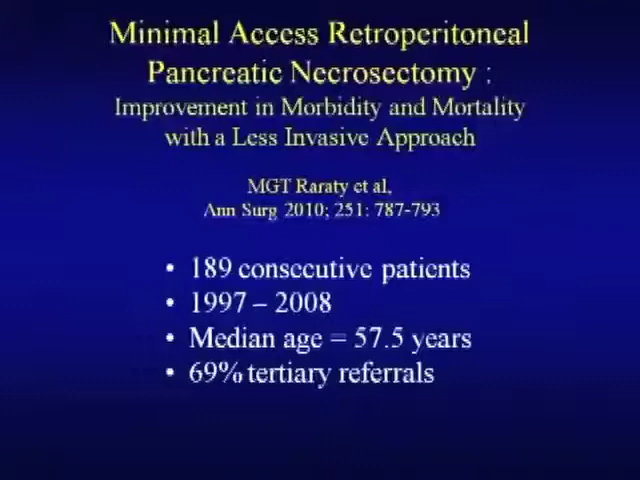 Minimal Access Retroperitoneal
Pancreatic Necrosectomy :
Improvement in Morbidity and Mortality
with a Less Invasive Approach
MGT Raraty et al,
Ann Surg 2010; 251: 787-793
• 189 consecutive patients
• 1997 – 2008
• Median age = 57.5 years
• 69% tertiary referrals